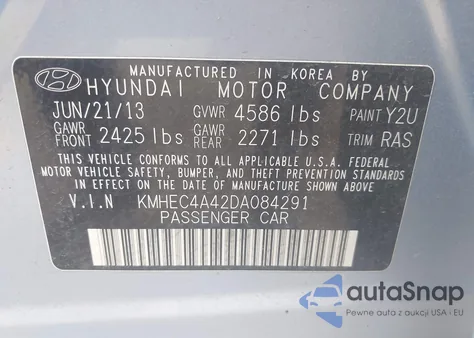 MANUFACTURED IN KOREA BY
HYUNDAI MOTOR COMPANY
JUN/21/13 GVWR 4586 lbs PAINT Y2U
GAWR FRONT 2425 lbs GAWR REAR 2271 lbs TRIM RAS
THIS VEHICLE CONFORMS TO ALL APPLICABLE U.S.A. FEDERAL
MOTOR VEHICLE SAFETY, BUMPER, AND THEFT PREVENTION
STANDARDS IN EFFECT ON THE DATE OF MANUFACTURE SHOWN ABOVE.
V.I.N KMHEC4A42DA084291
PASSENGER CAR
autoSnap
Pewne auta z aukcji USA i EU